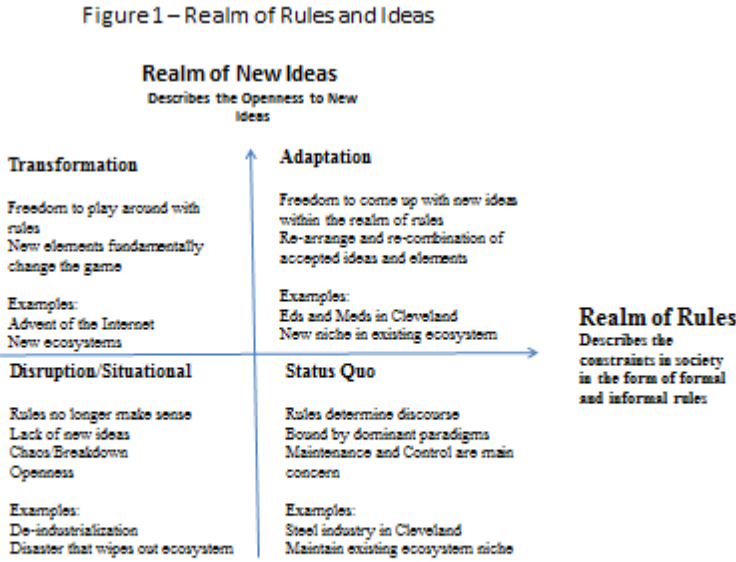 Figure 1 – Realm of Rules and Ideas
Realm of New Ideas
Describes the Openness to New
Ideas
Transformation
Freedom to play around with
rules
New elements fundamentally
change the game
Examples:
Advent of the Internet
New ecosystems
Adaptation
Freedom to come up with new ideas
within the realm of rules
Re-arrange and re-combination of
accepted ideas and elements
Examples:
Eds and Meds in Cleveland
New niche in existing ecosystem
Realm of Rules
Describes the
constraints in society
in the form of formal
and informal rules
Disruption/Situational
Rules no longer make sense
Lack of new ideas
Chaos/Breakdown
Openness
Examples:
De-industrialization
Disaster that wipes out ecosystem
Status Quo
Rules determine discourse
Bound by dominant paradigms
Maintenance and Control are main
concern
Examples:
Steel industry in Cleveland
Maintain existing ecosystem niche